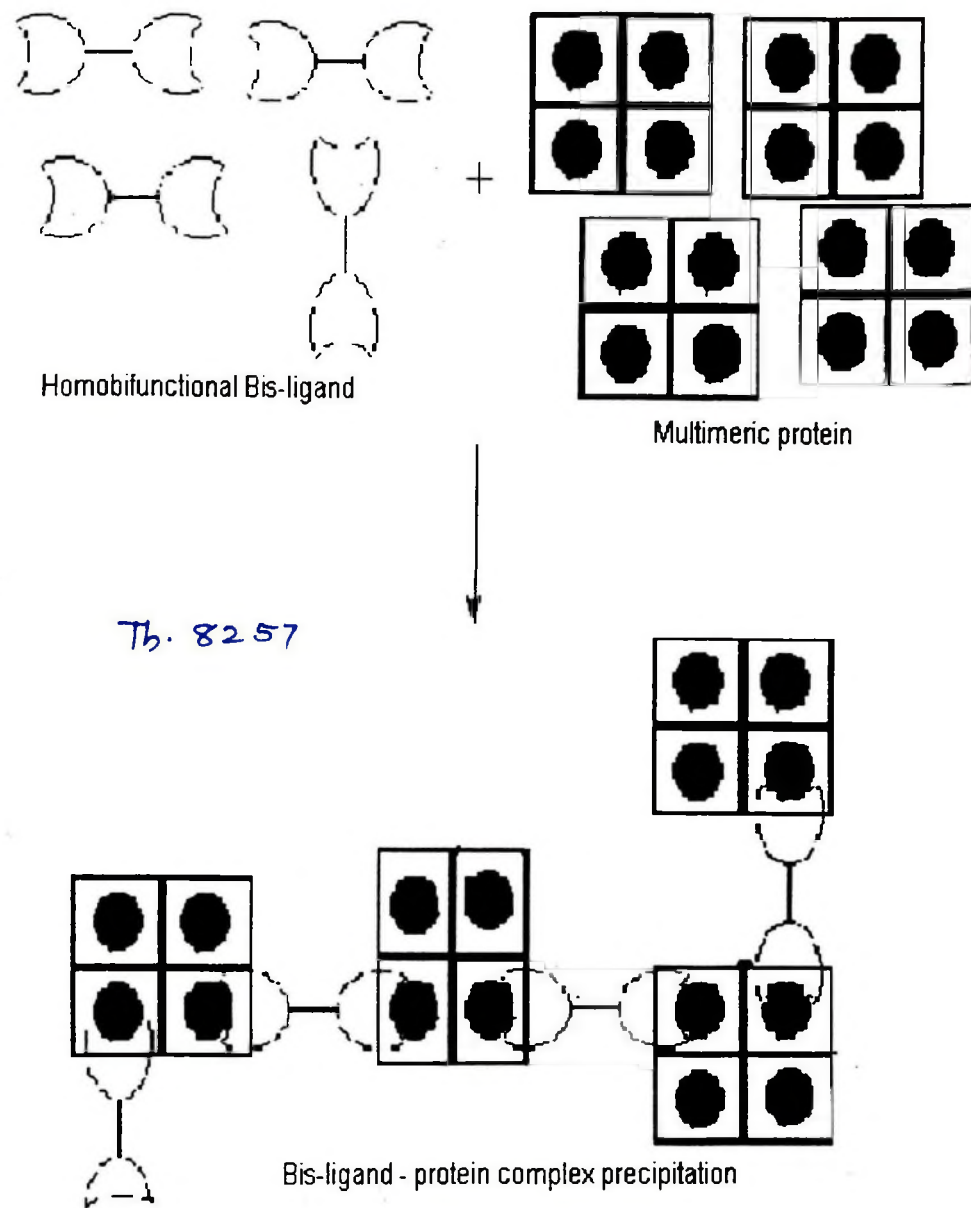 +
Homobifunctional Bis-ligand
Multimeric protein
Th. 8257
Bis-ligand - protein complex precipitation